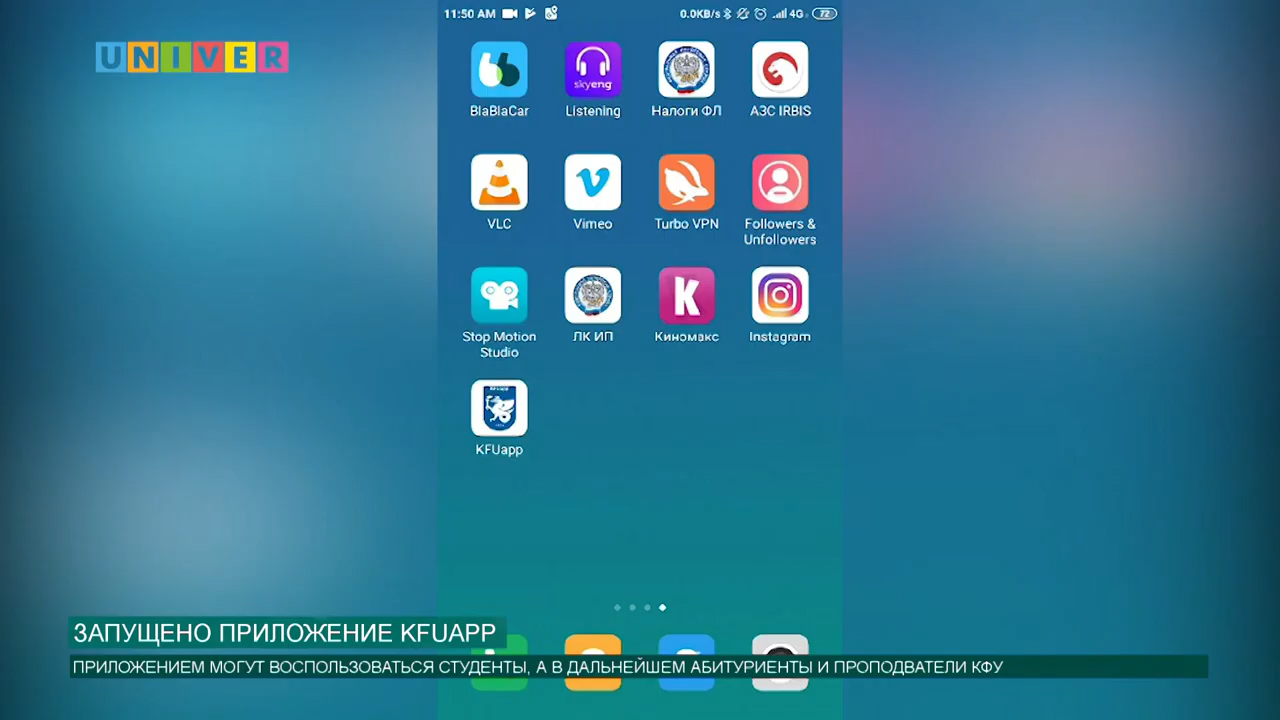 11:50 AM 0.0KB/s 4G 72
UNIVER
skyeng
BlaBlaCar Listening Налоги ФЛ АЗС IRBIS
VLC Vimeo Turbo VPN Followers &
Unfollowers
Stop Motion ЛК ИП Киномакс Instagram
Studio
KFUapp
ЗАПУЩЕНО ПРИЛОЖЕНИЕ KFUAPP
ПРИЛОЖЕНИЕМ МОГУТ ВОСПОЛЬЗОВАТЬСЯ СТУДЕНТЫ, А В ДАЛЬНЕЙШЕМ АБИТУРИЕНТЫ И ПРОПОДВАТЕЛИ КФУ